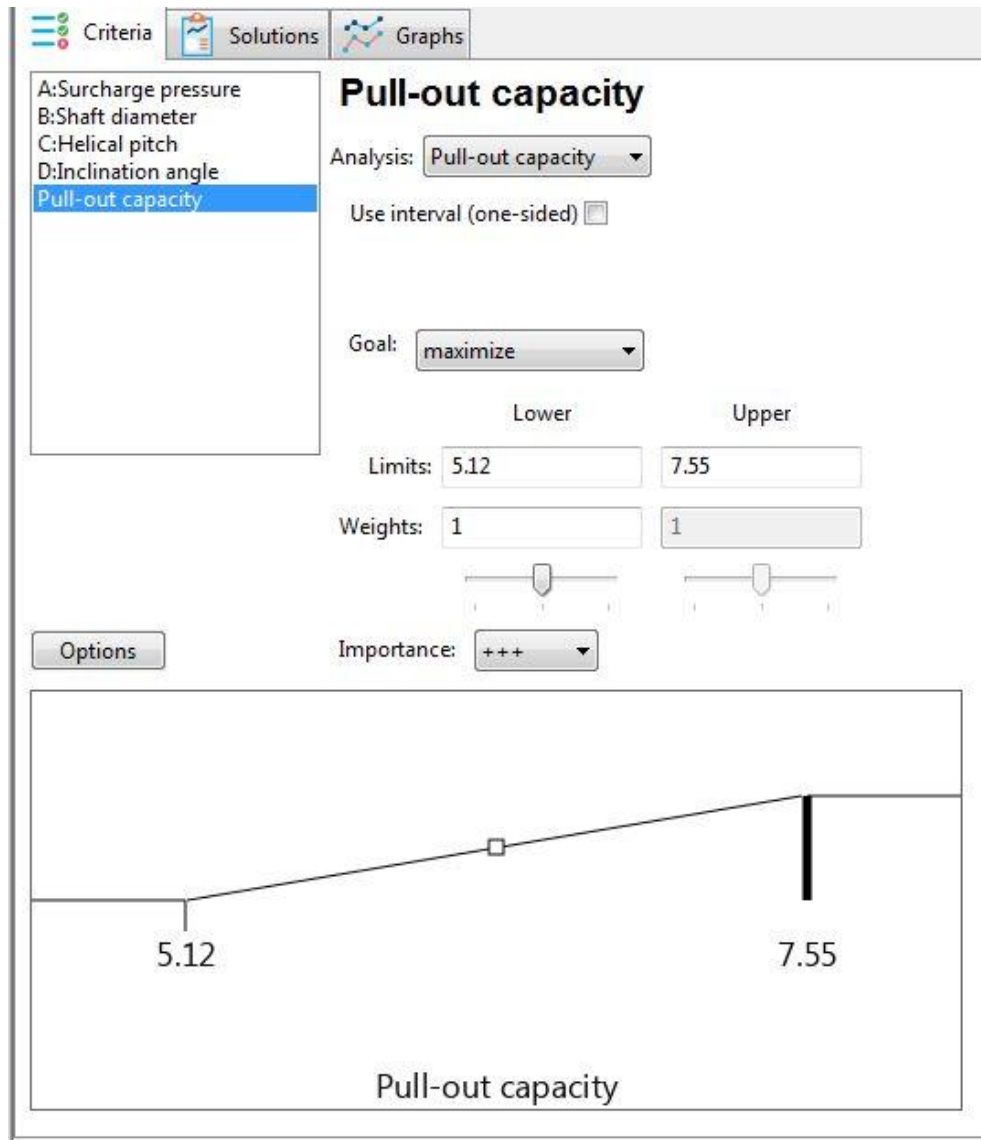 Criteria Solutions Graphs
A:Surcharge pressure
B:Shaft diameter
C:Helical pitch
D:Inclination angle
Pull-out capacity
Pull-out capacity
Analysis: Pull-out capacity
Use interval (one-sided)
Goal: maximize
Lower Upper
Limits: 5.12 7.55
Weights: 1 1
Options Importance: +++
5.12 7.55
Pull-out capacity